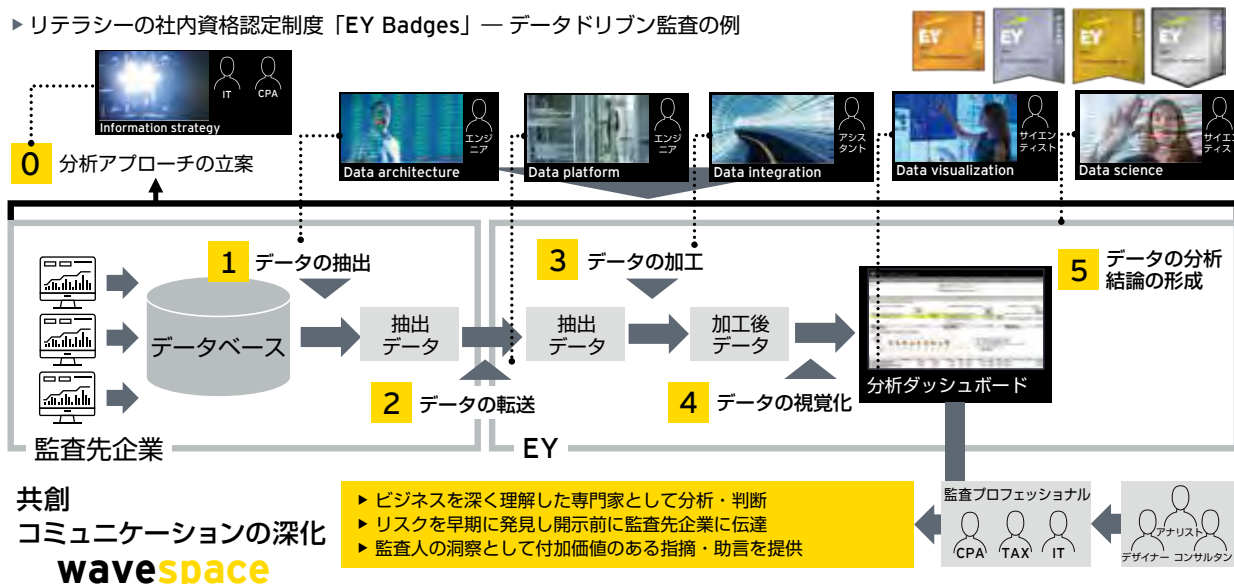 ▶ リテラシーの社内資格認定制度「EY Badges」— データドリブン監査の例
EY
EY
EY
EY
IT
CPA
Information strategy
エンジ
ニア
Data architecture
エンジ
ニア
Data platform
アシス
タント
Data integration
サイエン
ティスト
Data visualization
サイエン
ティスト
Data science
0 分析アプローチの立案
1 データの抽出
3 データの加工
5 データの分析
結論の形成
データベース
抽出
データ
抽出
データ
加工後
データ
分析ダッシュボード
2 データの転送
4 データの視覚化
監査先企業
EY
共創
コミュニケーションの深化
wavespace
▶ ビジネスを深く理解した専門家として分析・判断
▶ リスクを早期に発見し開示前に監査先企業に伝達
▶ 監査人の洞察として付加価値のある指摘・助言を提供
監査プロフェッショナル
CPA
TAX
IT
アナリスト
デザイナー
コンサルタン